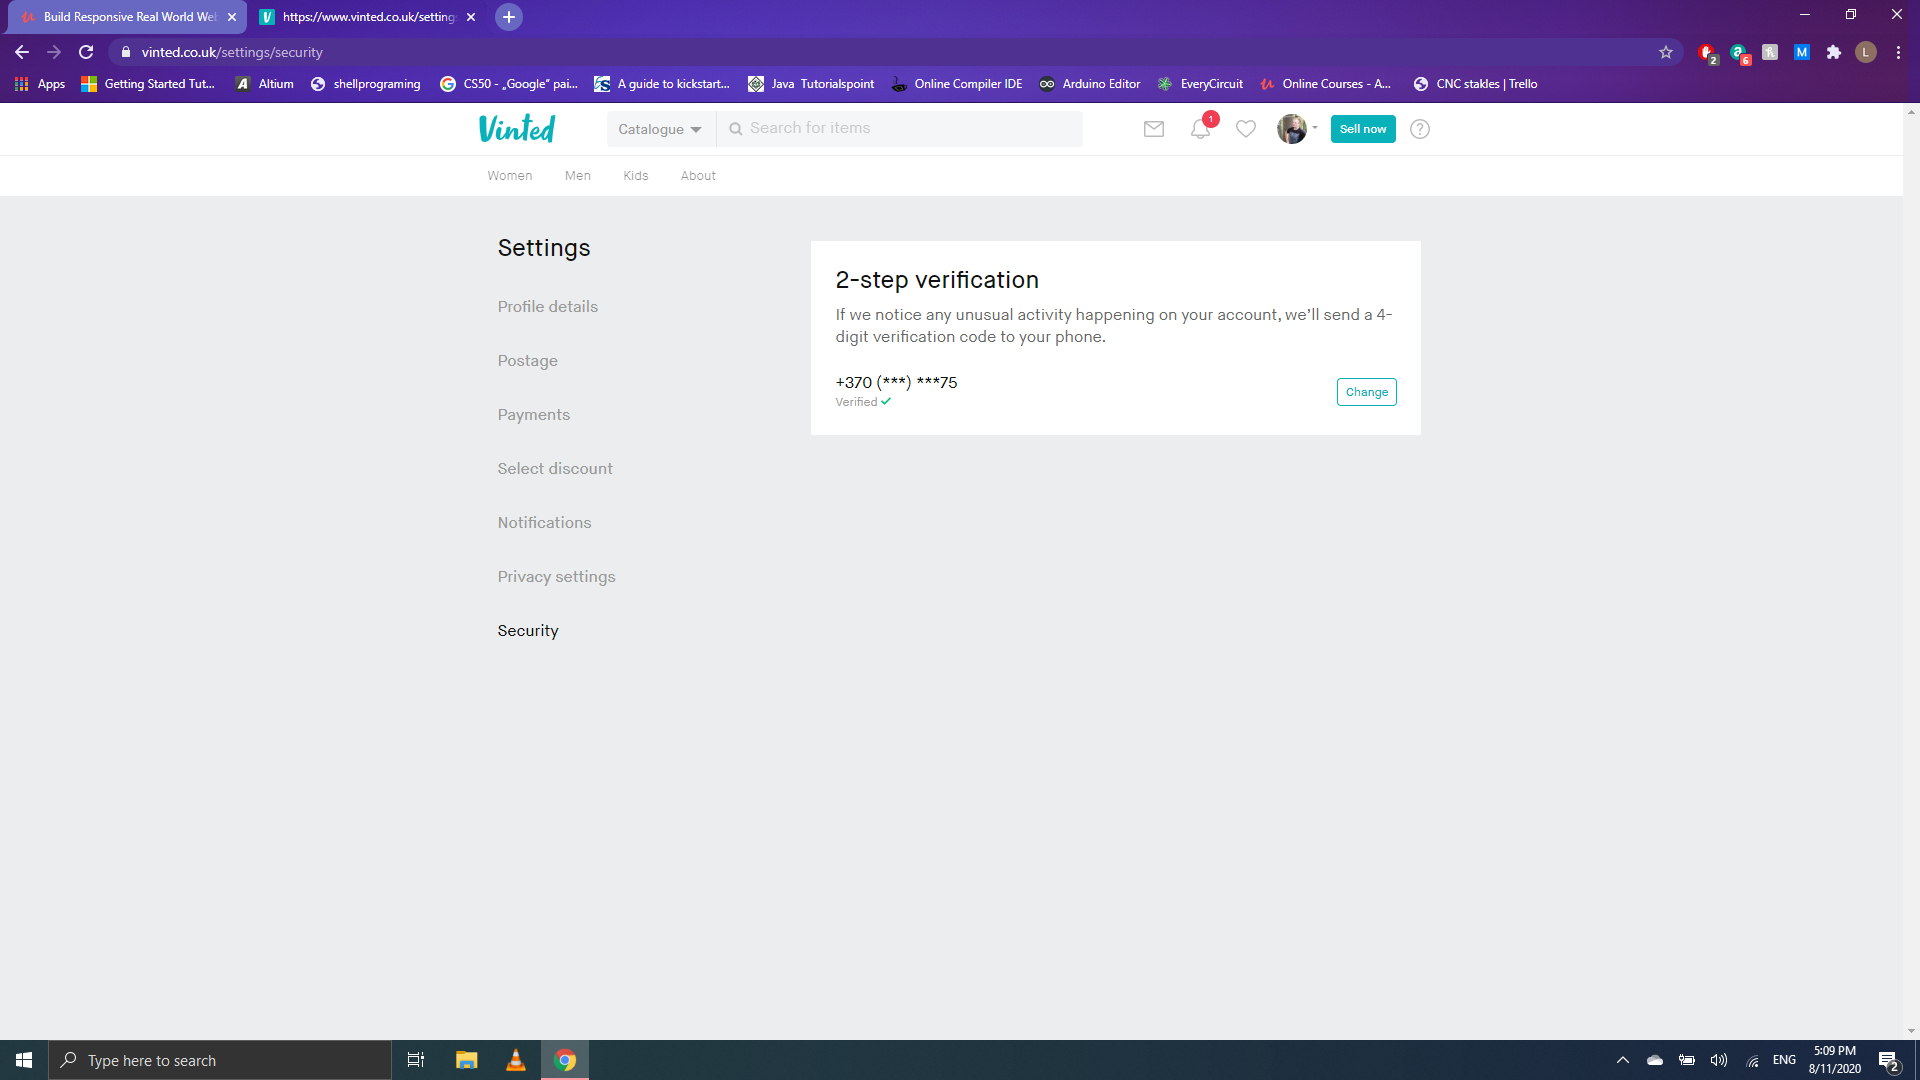 Build Responsive Real World Web
https://www.vinted.co.uk/setting
vinted.co.uk/settings/security
2
6
M
L
Apps
Getting Started Tut...
Altium
shellprograming
CS50 - „Google“ pai...
A guide to kickstart...
Java Tutorialspoint
Online Compiler IDE
Arduino Editor
EveryCircuit
Online Courses - A...
CNC stakles | Trello
Vinted
Catalogue
Search for items
1
Sell now
?
Women
Men
Kids
About
Settings
Profile details
Postage
Payments
Select discount
Notifications
Privacy settings
Security
2-step verification
If we notice any unusual activity happening on your account, we’ll send a 4-
digit verification code to your phone.
+370 (***) ***75
Verified
Change
Type here to search
ENG
5:09 PM
8/11/2020
2